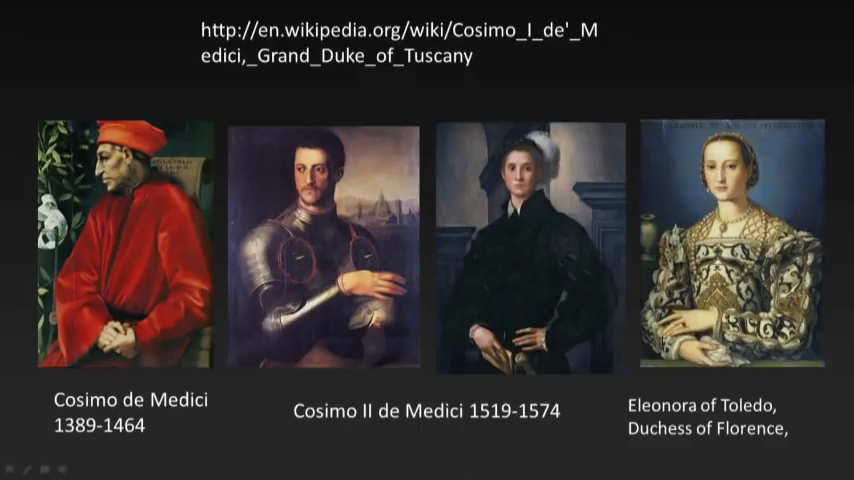 http://en.wikipedia.org/wiki/Cosimo_I_de'_M
edici,_Grand_Duke_of_Tuscany
Cosimo de Medici
1389-1464
Cosimo II de Medici 1519-1574
Eleonora of Toledo,
Duchess of Florence,